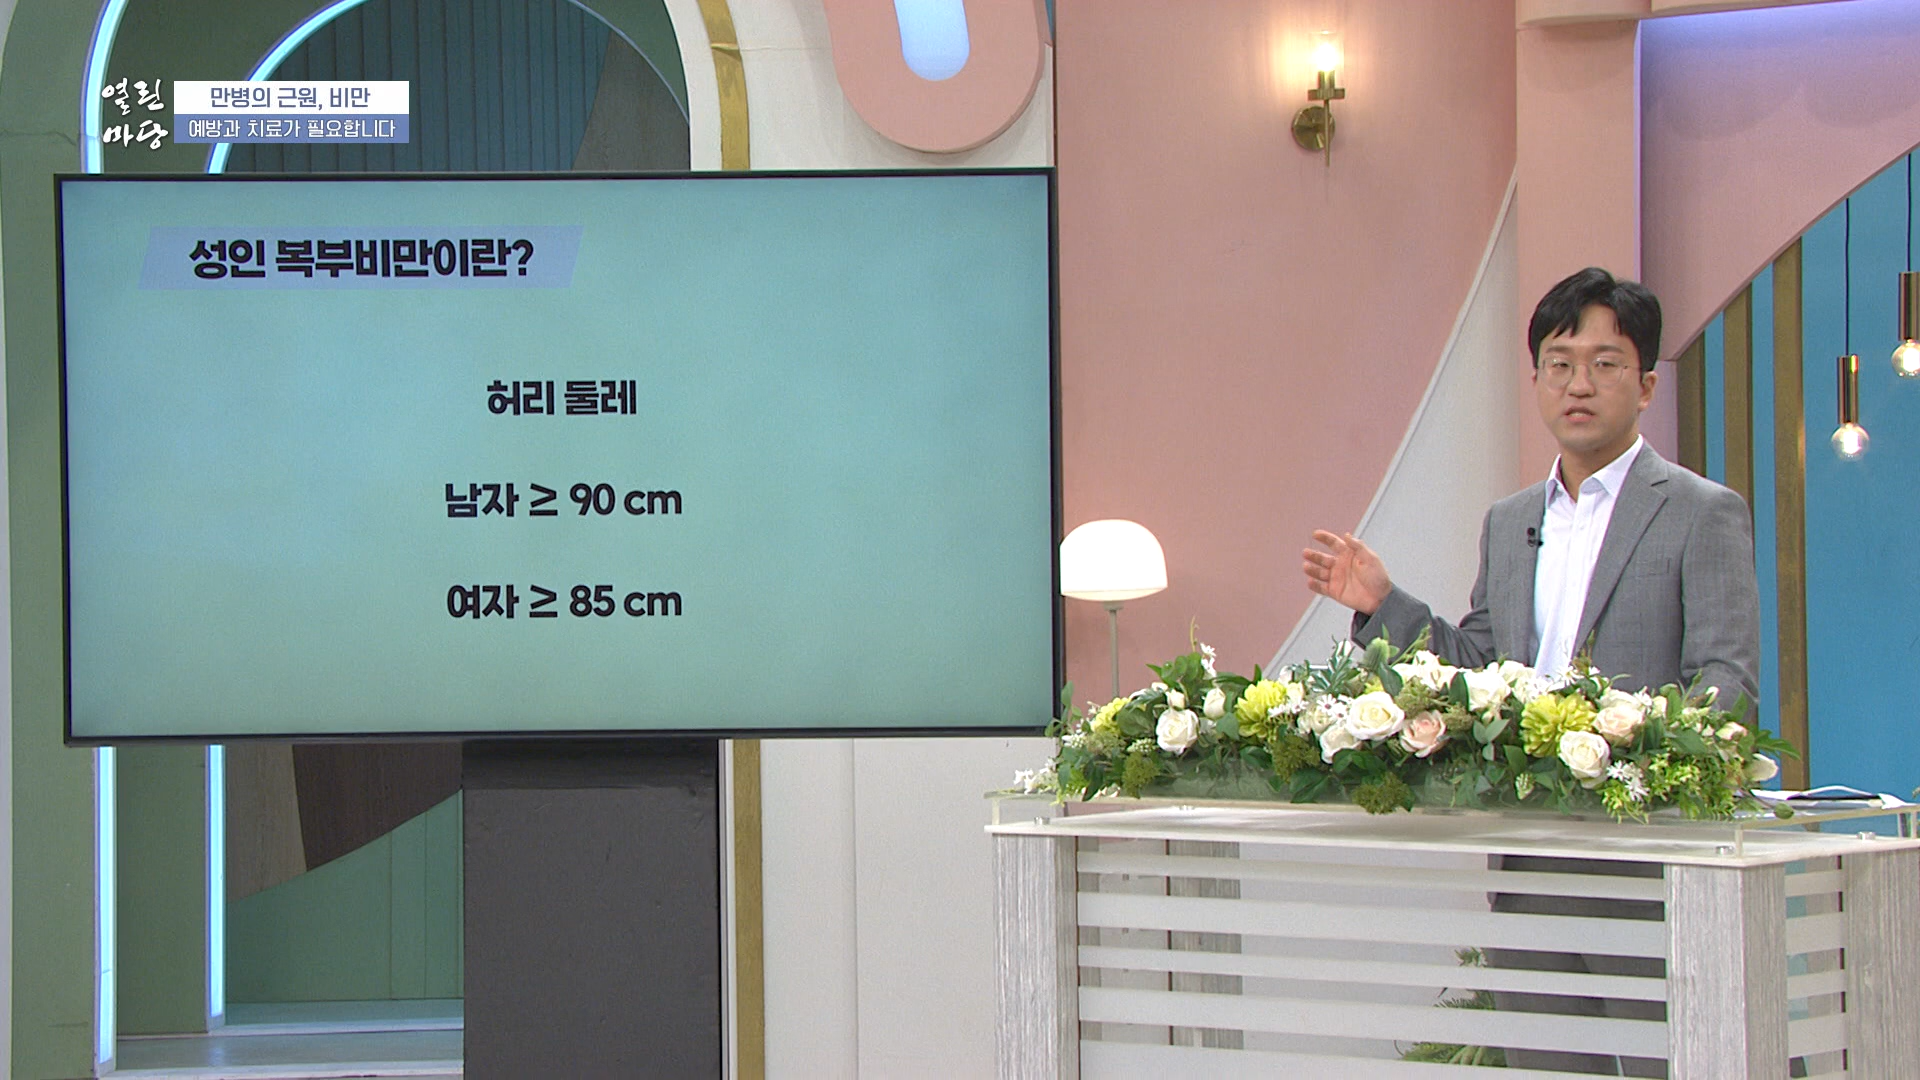 열린
마당
만병의 근원, 비만
예방과 치료가 필요합니다
성인 복부비만이란?
허리 둘레
남자 ≥ 90 cm
여자 ≥ 85 cm